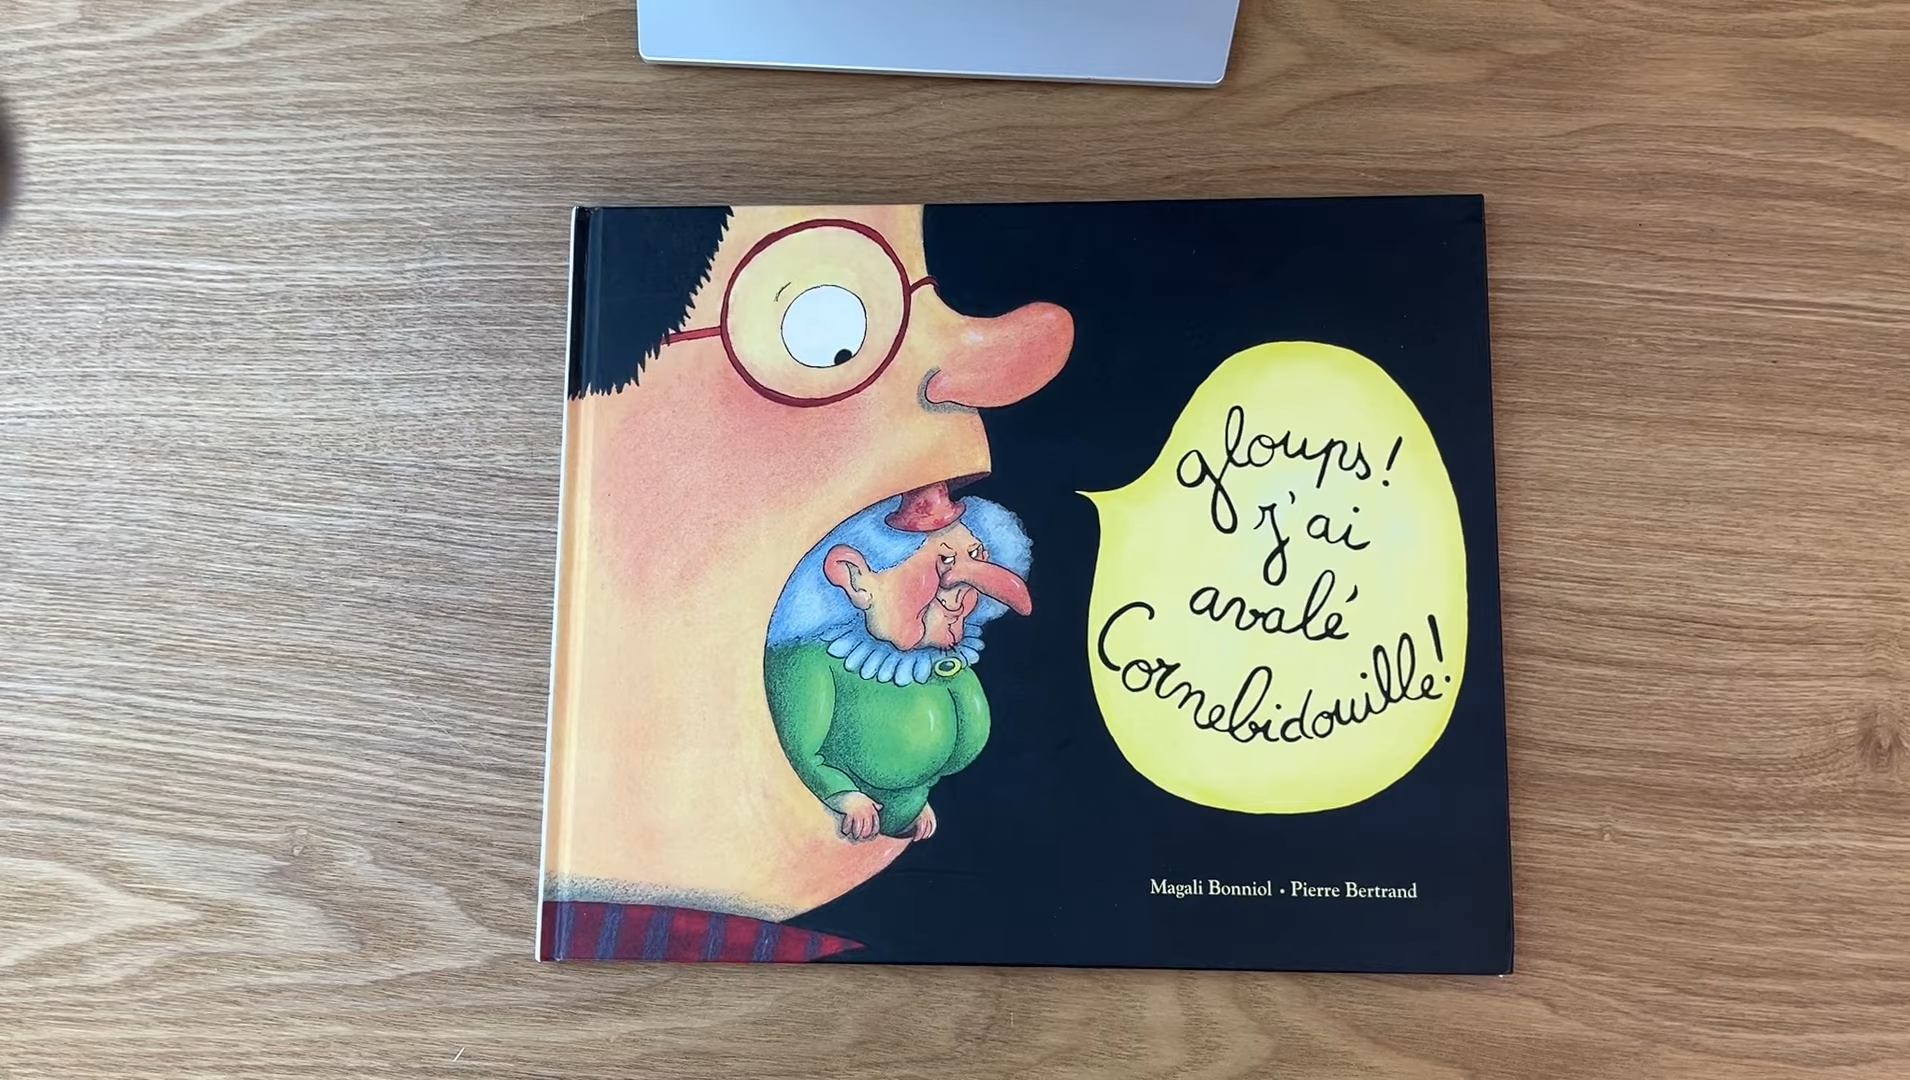 gloups!
j'ai
avalé
Cornebidouille!
Magali Bonniol • Pierre Bertrand